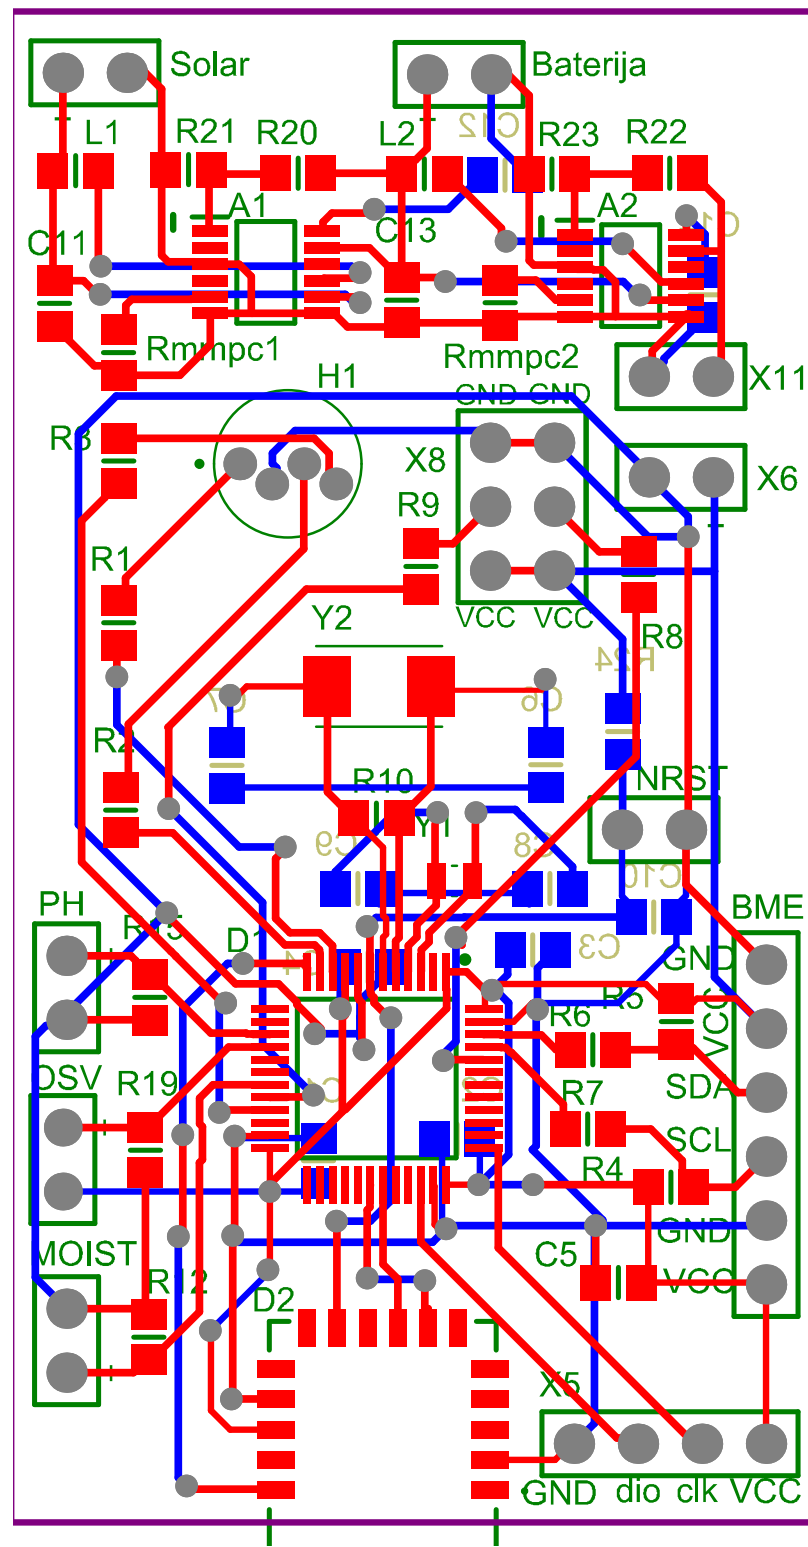 Solar
Baterija
C12
L1
R21
R20
L2
R23
R22
A1
C13
A2
C11
Rmmpc1
Rmmpc2
X11
H1
GND GND
R3
X8
X6
R9
R1
Y2
VCC VCC
R8
R24
C7
C6
R2
R10
NRST
Y1
C9
C8
C10
PH
R15
BME
D1
C3
GND
R5
R6
VCC
OSV
R19
C1
C2
SDA
R7
SCL
R4
GND
MOIST
R12
C5
VCC
D2
X5
GND dio clk VCC